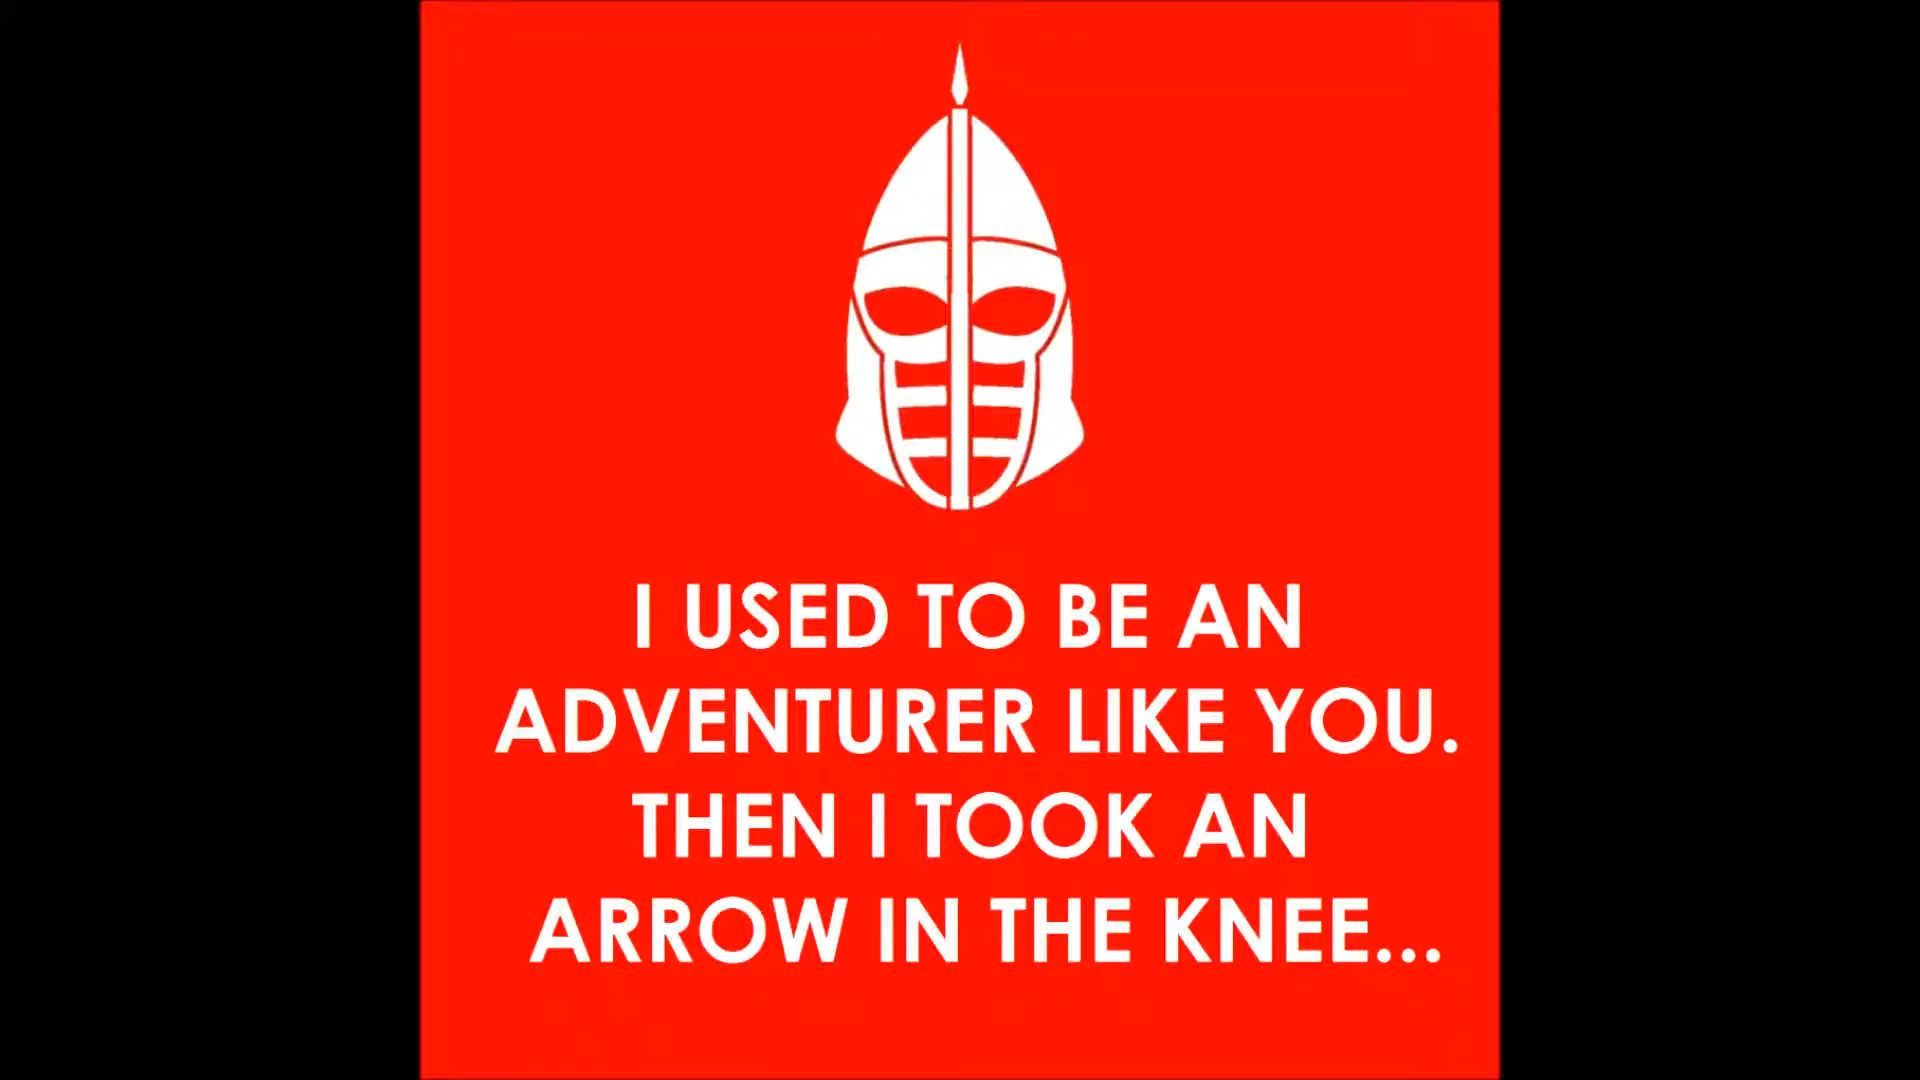 I USED TO BE AN
ADVENTURER LIKE YOU.
THEN I TOOK AN
ARROW IN THE KNEE...